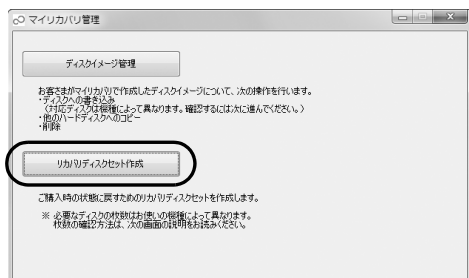 マイリカバリ管理
ディスクイメージ管理
お客さまがマイリカバリで作成したディスクイメージについて、次の操作を行います。
・ディスクへの書き込み
（対応ディスクは機種によって異なります。確認するには次に進んでください。）
・他のハードディスクへのコピー
・削除
リカバリディスクセット作成
ご購入時の状態に戻すためのリカバリディスクセットを作成します。
※ 必要なディスクの枚数はお使いの機種によって異なります。
枚数の確認方法は、次の画面の説明をお読みください。